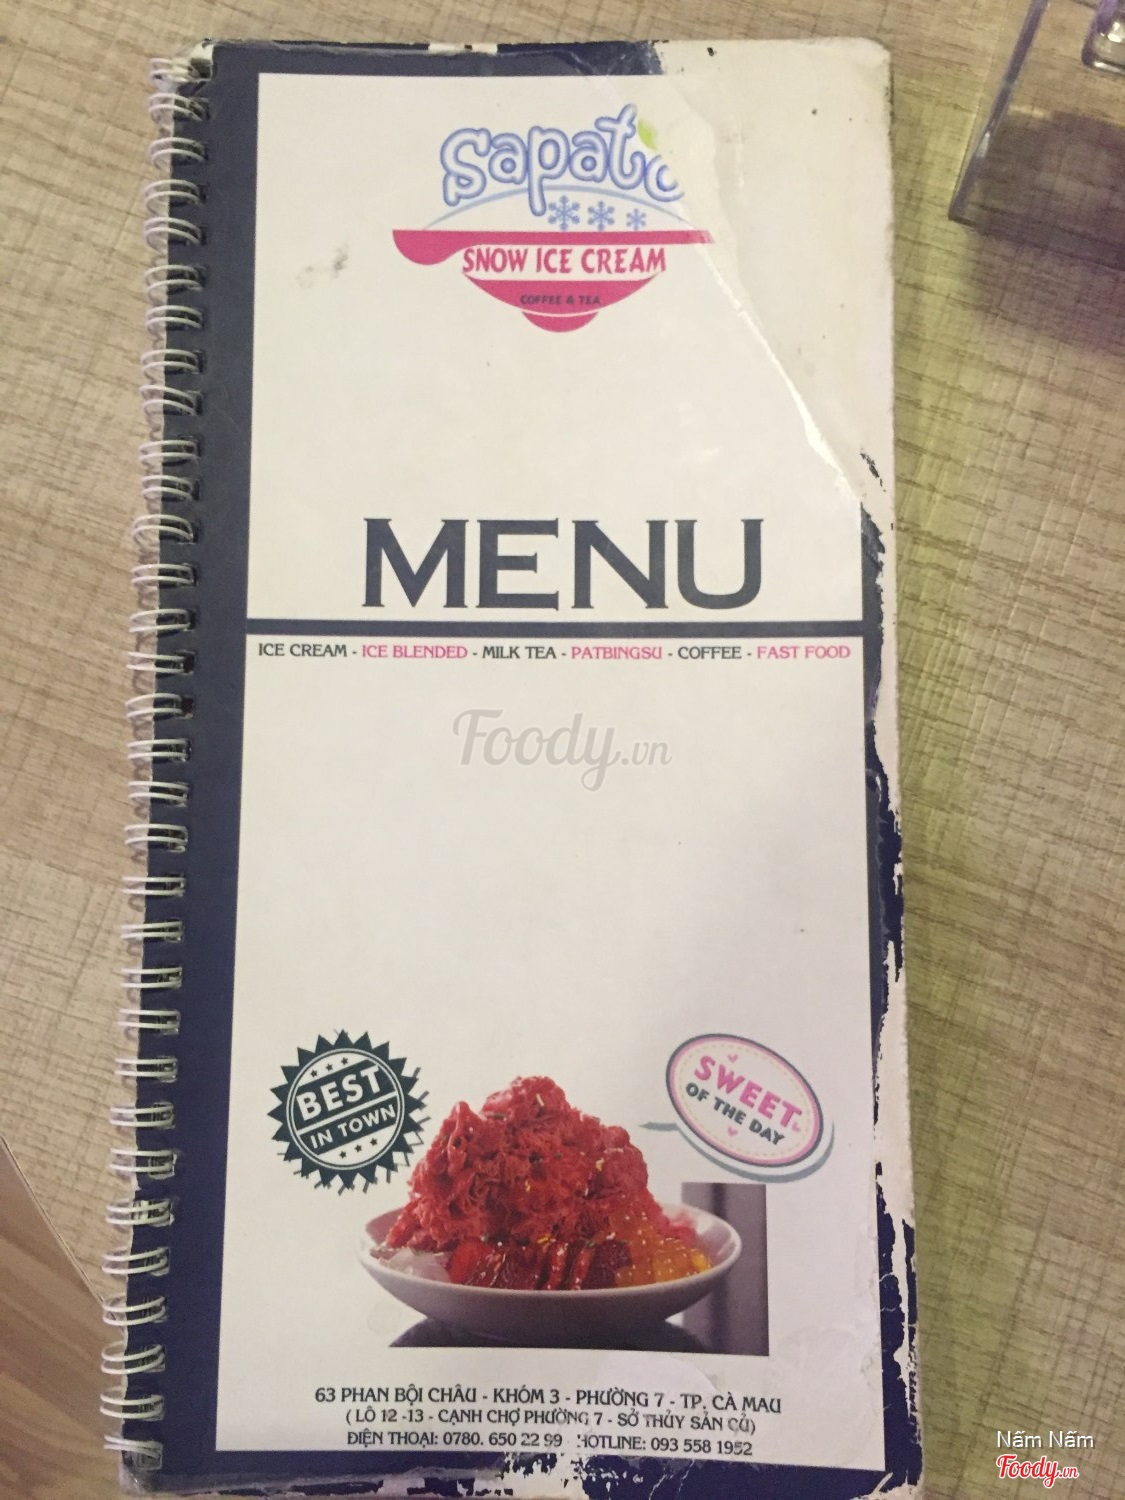 Sapato
SNOW ICE CREAM
COFFEE & TEA
MENU
ICE CREAM - ICE BLENDED - MILK TEA - PATBINGSU - COFFEE - FAST FOOD
Foody.vn
BEST
IN TOWN
SWEET
OF THE DAY
63 PHAN BỘI CHÂU - KHÓM 3 - PHƯỜNG 7 - TP. CÀ MAU
( LÔ 12 -13 - CẠNH CHỢ PHƯỜNG 7 - SỞ THỦY SẢN CỦ)
ĐIỆN THOẠI: 0780. 650 22 99 HOTLINE: 093 558 1952
Nấm Nấm
Foody.vn